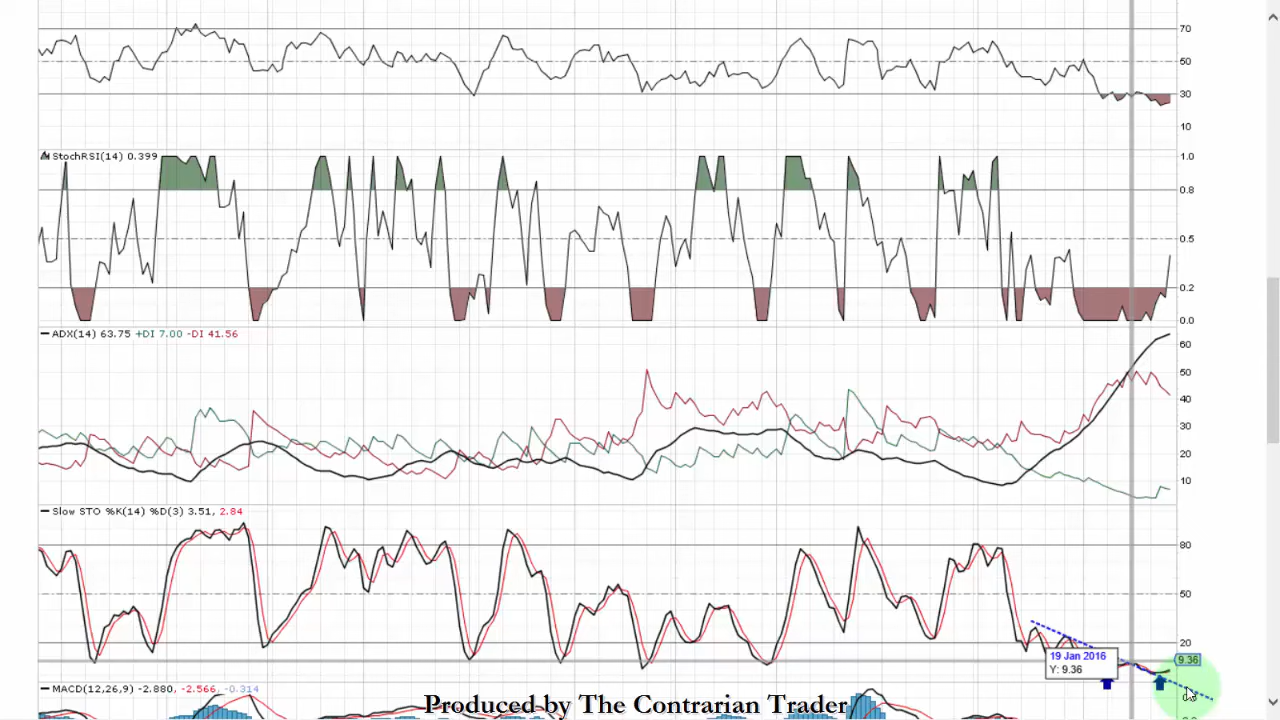 70
50
30
10
StochRSI(14) 0.399
1.0
0.8
0.5
0.2
0.0
ADX(14) 63.75 +DI 7.00 -DI 41.56
60
50
40
30
20
10
Slow STO %K(14) %D(3) 3.51, 2.84
80
50
20
19 Jan 2016
Y: 9.36
9.36
MACD(12,26,9) -2.880, -2.566, -0.314
Produced by The Contrarian Trader